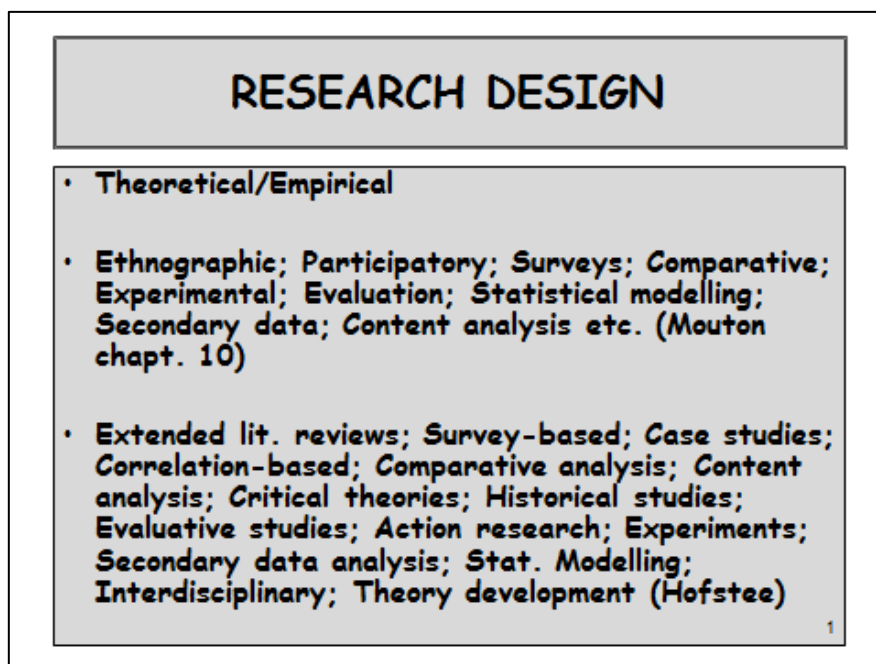 RESEARCH DESIGN
• Theoretical/Empirical
• Ethnographic; Participatory; Surveys; Comparative;
Experimental; Evaluation; Statistical modelling;
Secondary data; Content analysis etc. (Mouton
chapt. 10)
• Extended lit. reviews; Survey-based; Case studies;
Correlation-based; Comparative analysis; Content
analysis; Critical theories; Historical studies;
Evaluative studies; Action research; Experiments;
Secondary data analysis; Stat. Modelling;
Interdisciplinary; Theory development (Hofstee)
1